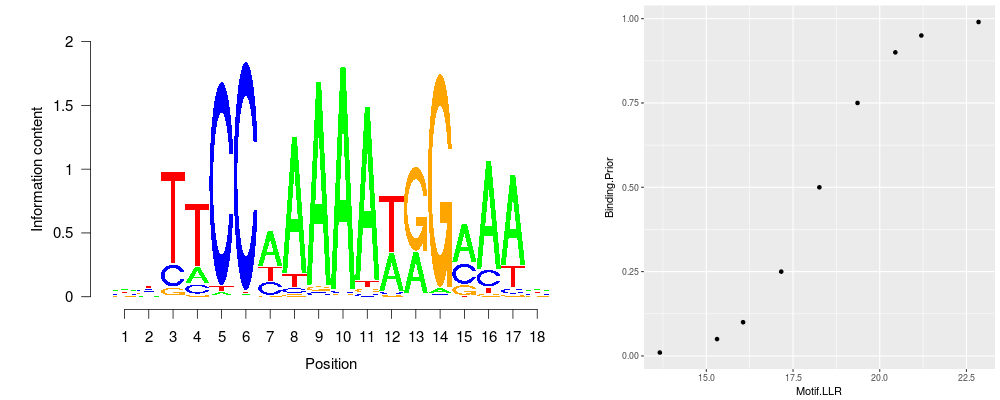 2
1.5
1
0.5
0
Information content
TTCCAAAAATGGAAA
CATTAACC
1 2 3 4 5 6 7 8 9 10 11 12 13 14 15 16 17 18
Position
1.00
0.75
0.50
0.25
0.00
Binding.Prior
15.0 17.5 20.0 22.5
Motif.LLR